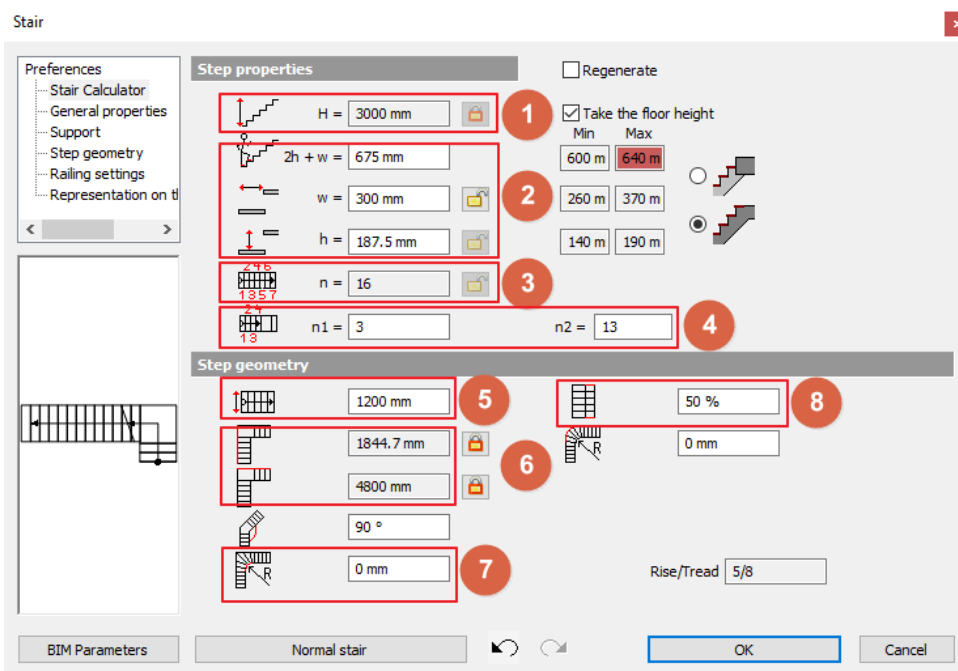 Stair
Preferences
Stair Calculator
General properties
Support
Step geometry
Railing settings
Representation on tl
Step properties
Regenerate
H = 3000 mm
1
Take the floor height
Min Max
2h + w = 675 mm
600 m 640 m
w = 300 mm
2
260 m 370 m
h = 187.5 mm
140 m 190 m
2 4 6
1 3 5 7
n = 16
3
2 4
1 3
n1 = 3
n2 = 13
4
Step geometry
1200 mm
5
50 %
8
1844.7 mm
R
0 mm
6
4800 mm
90 °
R
0 mm
7
Rise/Tread 5/8
BIM Parameters
Normal stair
OK
Cancel